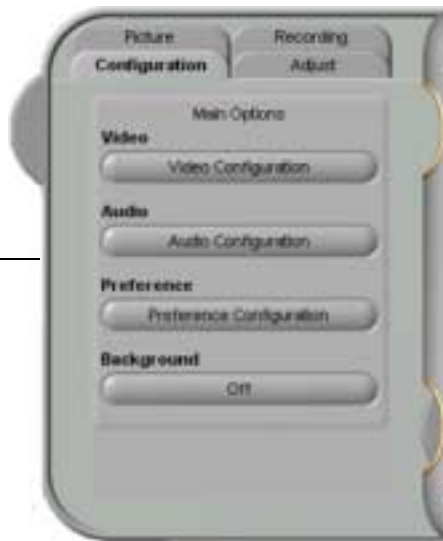 Picture Recording
Configuration Adjust
Main Options
Video
Video Configuration
Audio
Audio Configuration
Preference
Preference Configuration
Background
Off